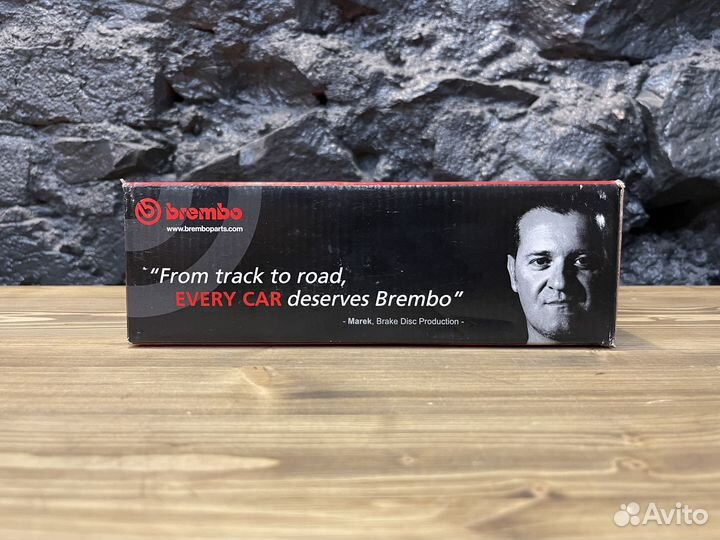 brembo
www.bremboparts.com
“From track to road,
EVERY CAR deserves Brembo”
- Marek, Brake Disc Production -
Avito